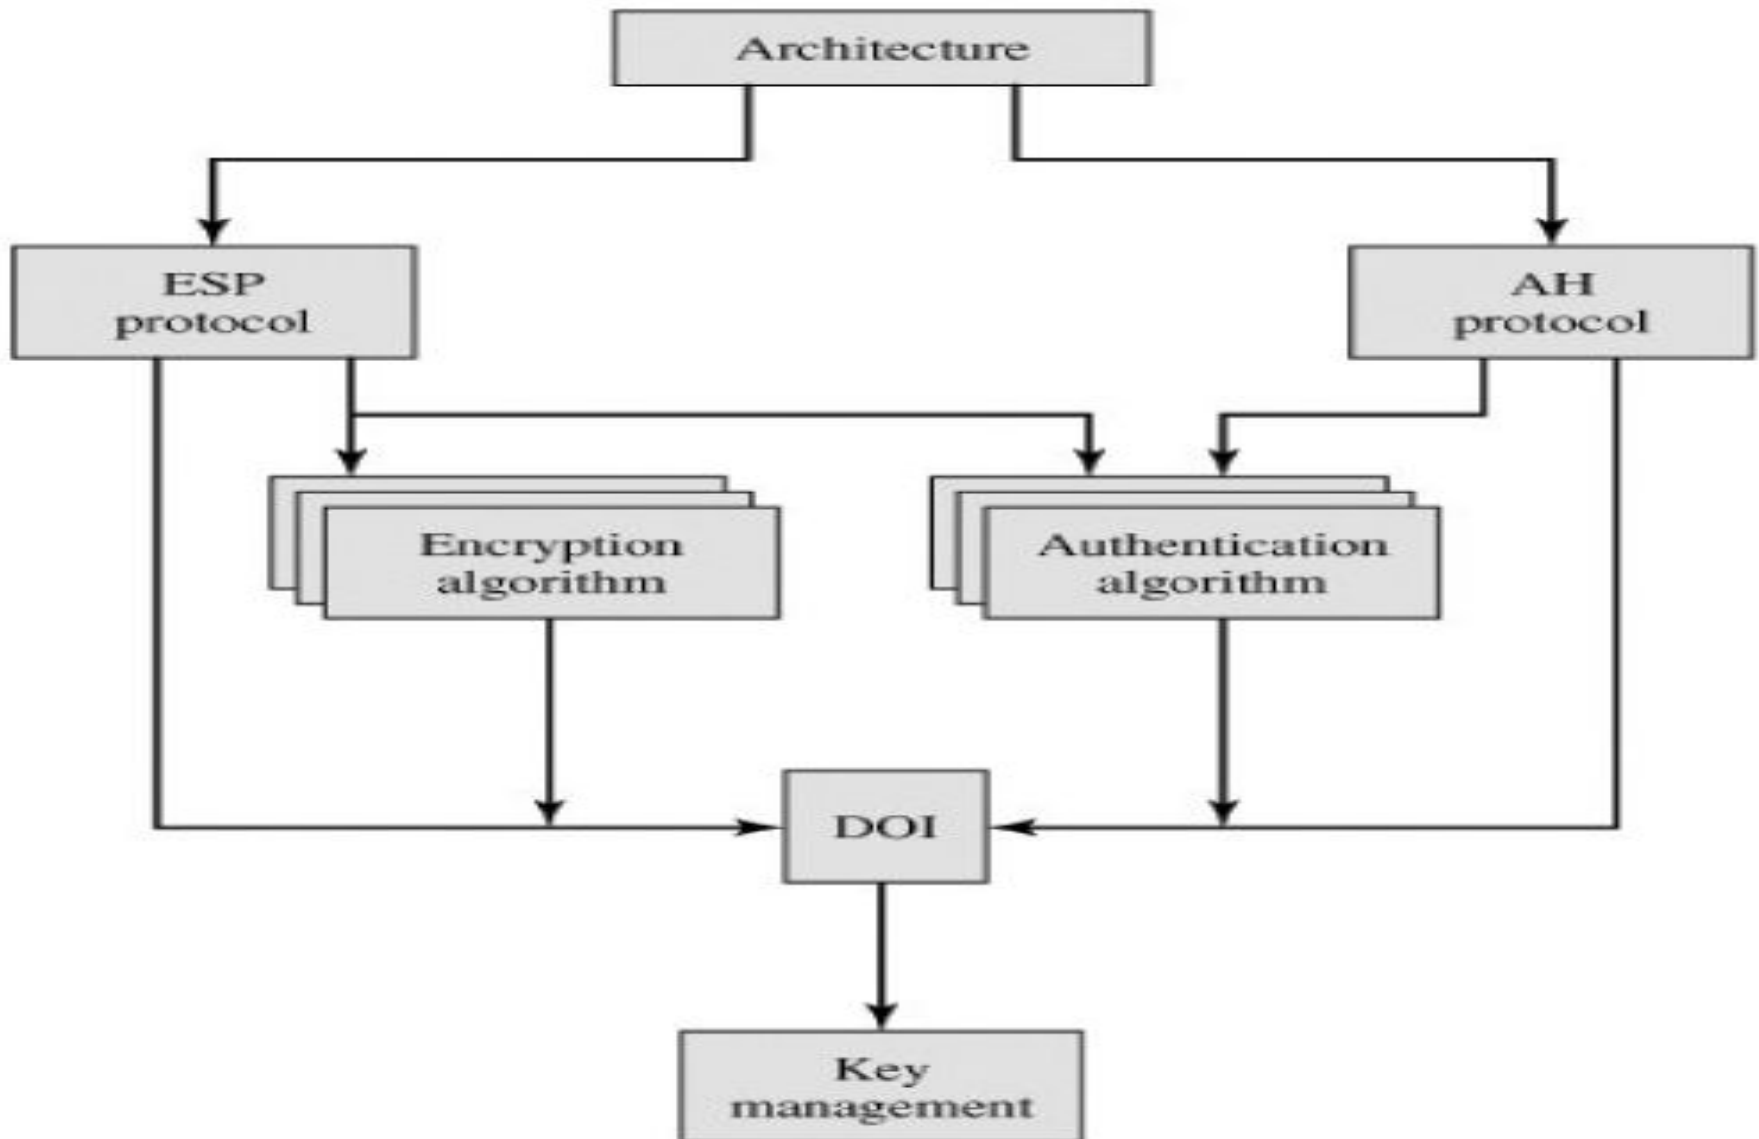 Architecture
ESP
protocol
AH
protocol
Encryption
algorithm
Authentication
algorithm
DOI
Key
management